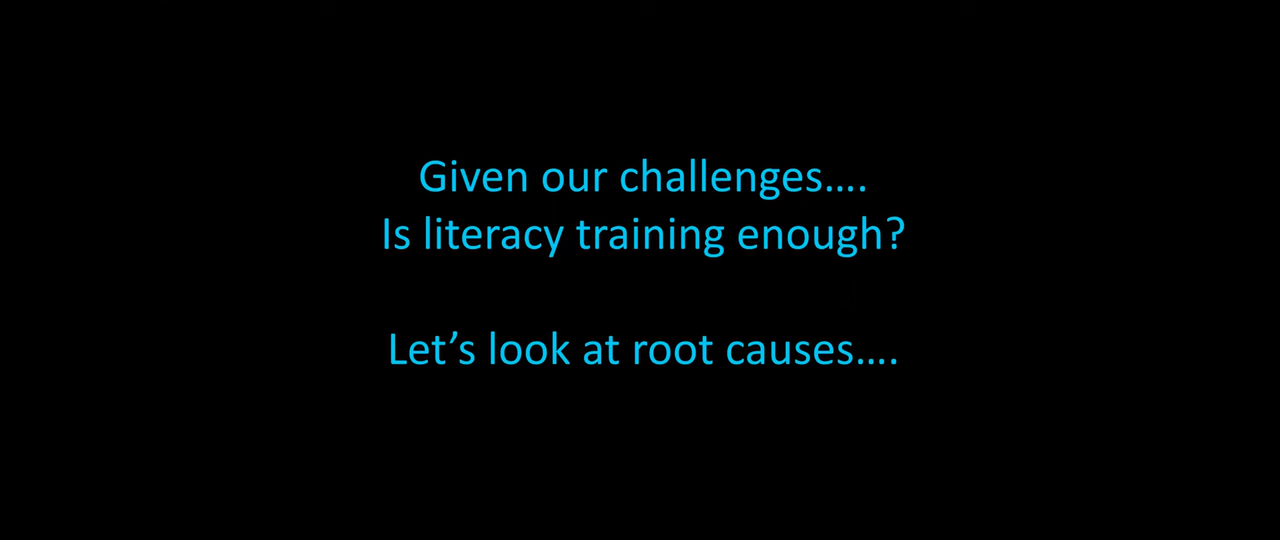 Given our challenges….
Is literacy training enough?
Let’s look at root causes….